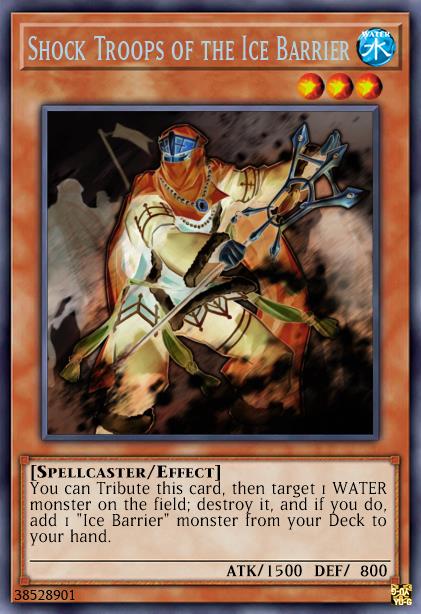 Shock Troops of the Ice Barrier
WATER
水
[Spellcaster/Effect]
You can Tribute this card, then target 1 WATER
monster on the field; destroy it, and if you do,
add 1 "Ice Barrier" monster from your Deck to
your hand.
ATK/1500 DEF/ 800
38528901